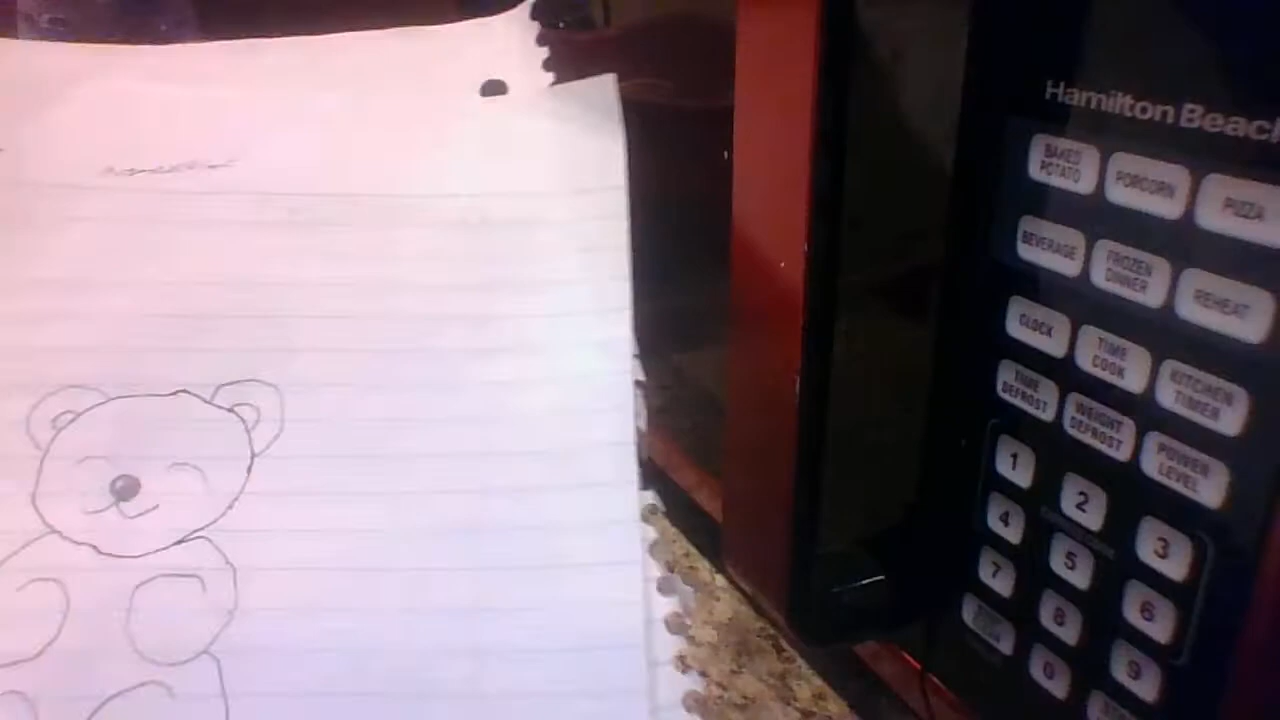 Hamilton Beach
BAKED POTATO
POPCORN
PIZZA
BEVERAGE
FROZEN DINNER
REHEAT
CLOCK
TIME COOK
KITCHEN TIMER
TIME DEFROST
WEIGHT DEFROST
POWER LEVEL
1
2
3
4
5
6
7
8
9
0